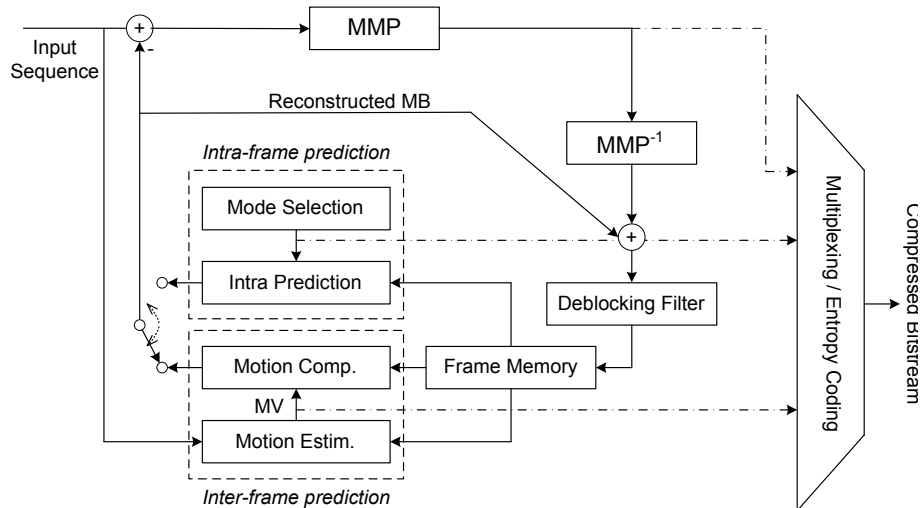 MMP
+
-
Input
Sequence
Reconstructed MB
MMP-1
Intra-frame prediction
Mode Selection
+
Intra Prediction
Deblocking Filter
Motion Comp.
Frame Memory
MV
Motion Estim.
Inter-frame prediction
Multiplexing / Entropy Coding
Compressed Bitstream